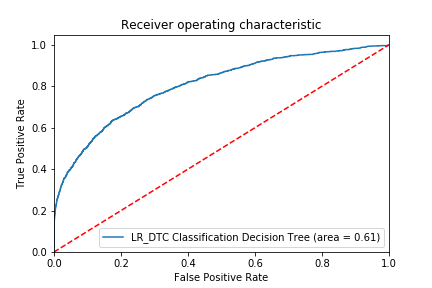 Receiver operating characteristic
True Positive Rate
1.0
0.8
0.6
0.4
0.2
0.0
LR_DTC Classification Decision Tree (area = 0.61)
0.0 0.2 0.4 0.6 0.8 1.0
False Positive Rate